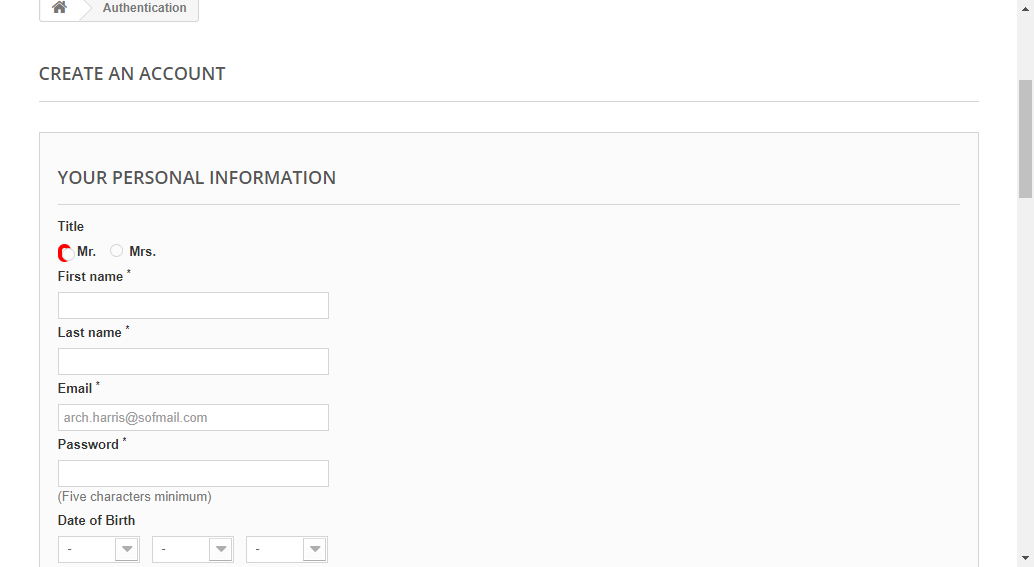 Authentication
CREATE AN ACCOUNT
YOUR PERSONAL INFORMATION
Title
Mr. Mrs.
First name *
Last name *
Email *
arch.harris@sofmail.com
Password *
(Five characters minimum)
Date of Birth
- - -